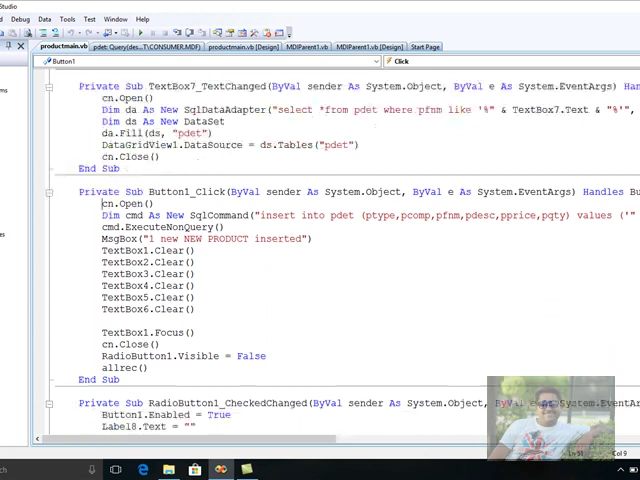 Studio
Debug Data Tools Test Window Help
productmain.vb pdet: Query(des...T\CONSUMER.MDF) productmain.vb [Design] MDIParent1.vb MDIParent1.vb [Design] Start Page
Button1 Click
Private Sub TextBox7_TextChanged(ByVal sender As System.Object, ByVal e As System.EventArgs) Han
cn.Open()
Dim da As New SqlDataAdapter("select *from pdet where pfnm like '%" & TextBox7.Text & "%'",
Dim ds As New DataSet
da.Fill(ds, "pdet")
DataGridView1.DataSource = ds.Tables("pdet")
cn.Close()
End Sub
Private Sub Button1_Click(ByVal sender As System.Object, ByVal e As System.EventArgs) Handles Bu
cn.Open()
Dim cmd As New SqlCommand("insert into pdet (ptype,pcomp,pfnm,pdesc,pprice,pqty) values ('"
cmd.ExecuteNonQuery()
MsgBox("1 new NEW PRODUCT inserted")
TextBox1.Clear()
TextBox2.Clear()
TextBox3.Clear()
TextBox4.Clear()
TextBox5.Clear()
TextBox6.Clear()
TextBox1.Focus()
cn.Close()
RadioButton1.Visible = False
allrec()
End Sub
Private Sub RadioButton1_CheckedChanged(ByVal sender As System.Object, ByVal e As System.EventAr
Button1.Enabled = True
Label8.Text = ""
Col 9